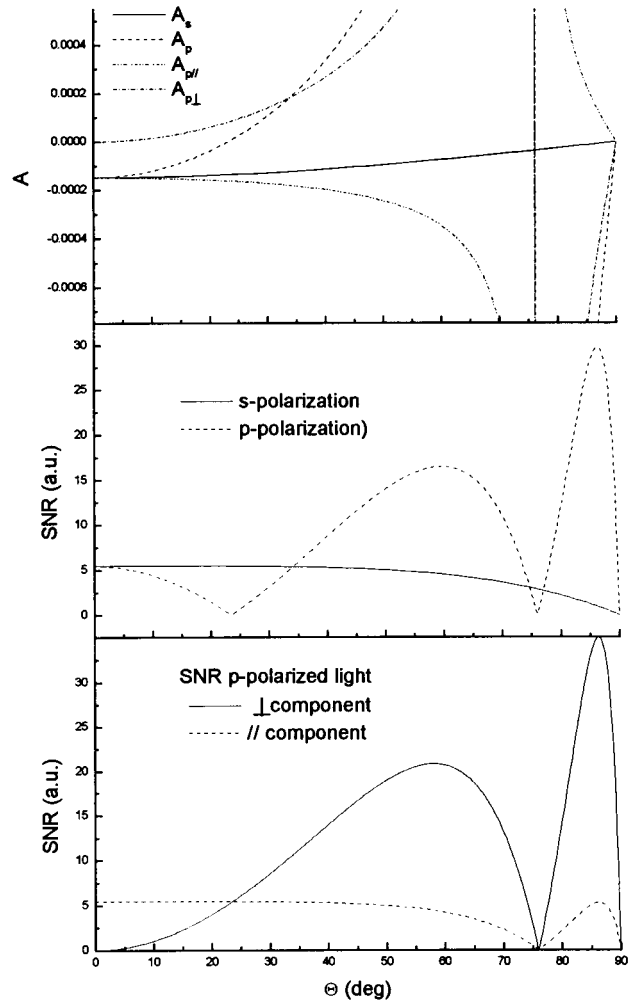 A_s
A_p
A_p//
A_p⊥
0.0004
0.0002
0.0000
-0.0002
-0.0004
-0.0006
A
30
25
20
15
10
5
0
SNR (a.u.)
s-polarization
p-polarization)
SNR p-polarized light
⊥component
// component
20
15
10
5
0
SNR (a.u.)
0 10 20 30 40 50 60 70 80 90
Θ (deg)